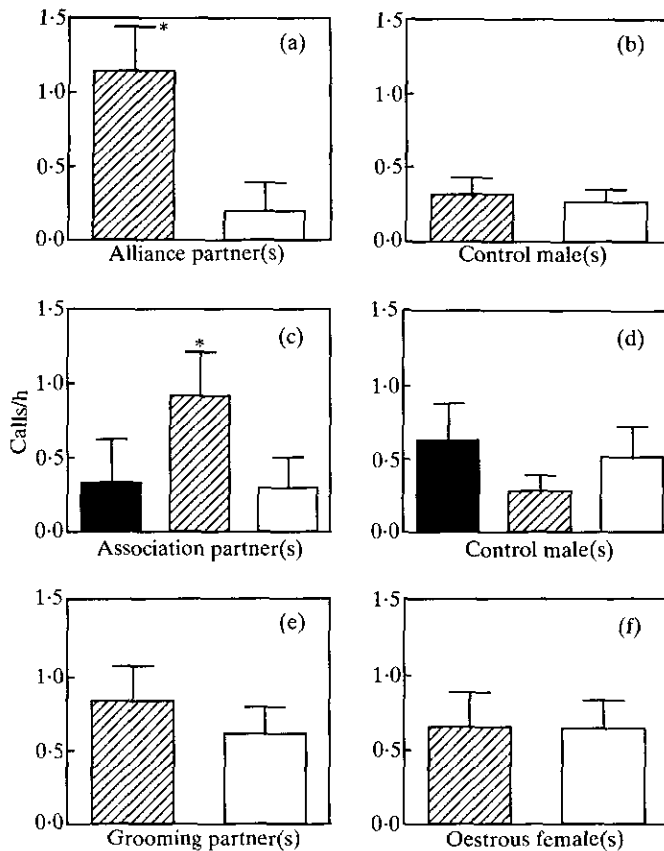 1·5
1·0
0·5
0·0
*
(a)
Alliance partner(s)
1·5
1·0
0·5
0·0
(b)
Control male(s)
Calls/h
1·5
1·0
0·5
0·0
*
(c)
Association partner(s)
1·5
1·0
0·5
0·0
(d)
Control male(s)
1·5
1·0
0·5
0·0
(e)
Grooming partner(s)
1·5
1·0
0·5
0·0
(f)
Oestrous female(s)